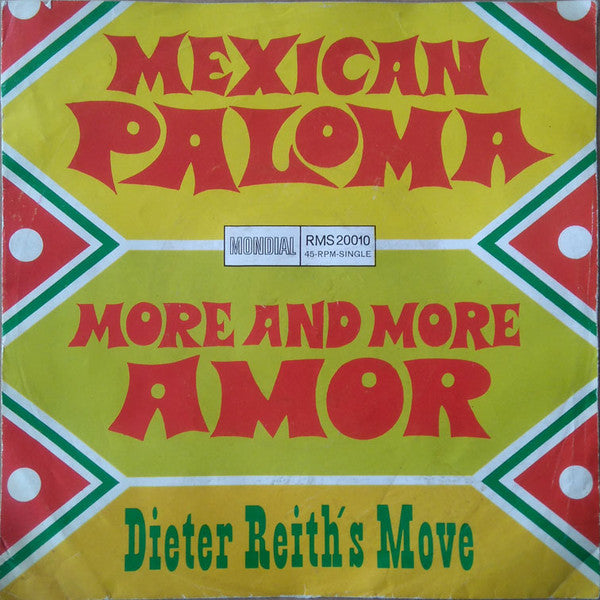 MEXICAN
PALOMA
MONDIAL RMS 20010
45-RPM-SINGLE
MORE AND MORE
AMOR
Dieter Reith's Move